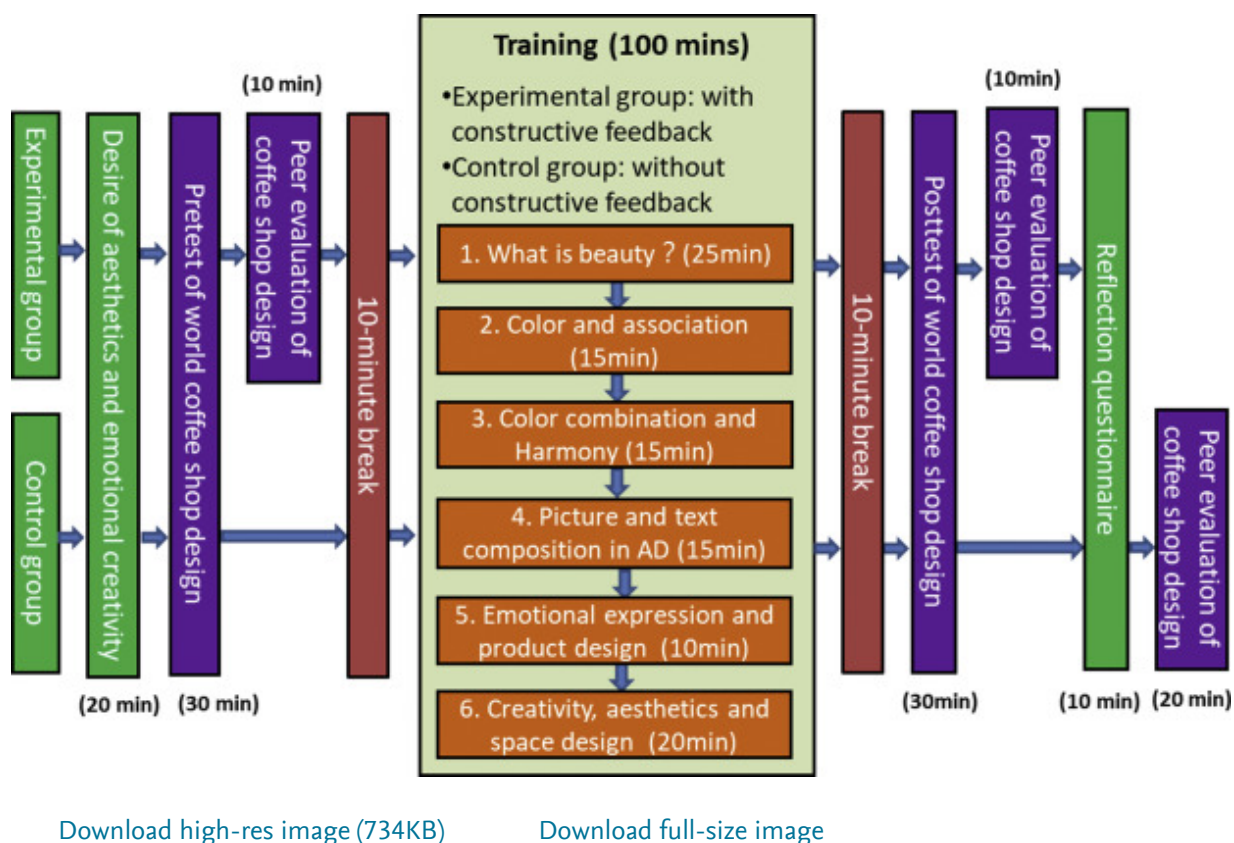 Experimental group
Control group
Desire of aesthetics and emotional creativity
(20 min)
Pretest of world coffee shop design
(30 min)
(10 min)
Peer evaluation of
coffee shop design
10-minute break
Training (100 mins)
•Experimental group: with
constructive feedback
•Control group: without
constructive feedback
1. What is beauty ? (25min)
2. Color and association
(15min)
3. Color combination and
Harmony (15min)
4. Picture and text
composition in AD (15min)
5. Emotional expression and
product design (10min)
6. Creativity, aesthetics and
space design (20min)
10-minute break
Posttest of world coffee shop design
(30min)
(10min)
Peer evaluation of
coffee shop design
Reflection questionnaire
(10 min)
Peer evaluation of
coffee shop design
(20 min)
Download high-res image (734KB)
Download full-size image